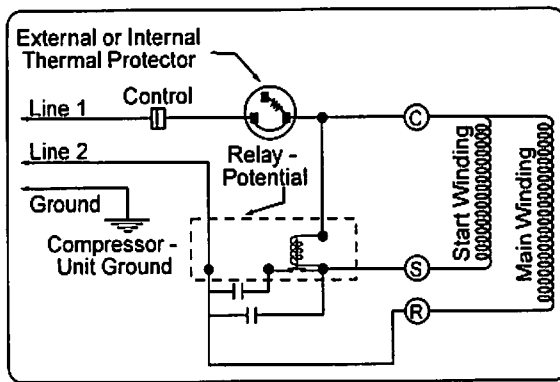 External or Internal
Thermal Protector
Line 1
Control
C
Line 2
Relay -
Potential
Ground
Compressor -
Unit Ground
Start Winding
Main Winding
S
R